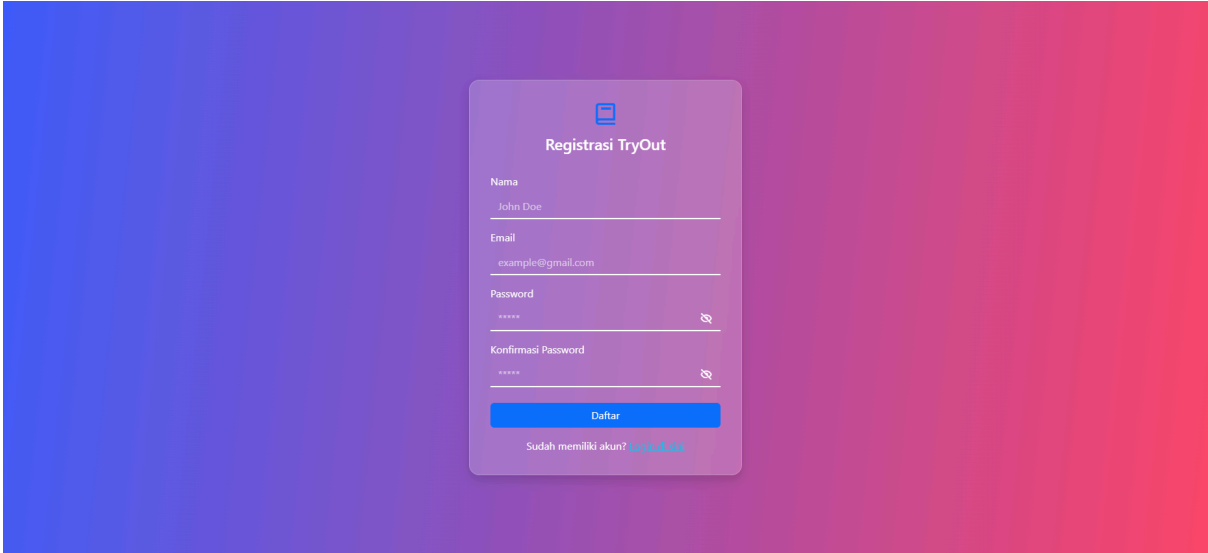 Registrasi TryOut
Nama
John Doe
Email
example@gmail.com
Password
*****
Konfirmasi Password
*****
Daftar
Sudah memiliki akun?